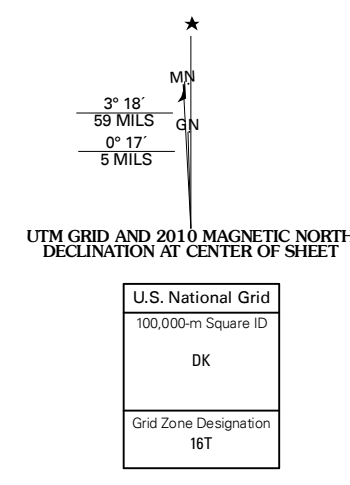 MN
3° 18´
59 MILS
GN
0° 17´
5 MILS
UTM GRID AND 2010 MAGNETIC NORTH
DECLINATION AT CENTER OF SHEET
U.S. National Grid
100,000-m Square ID
DK
Grid Zone Designation
16T